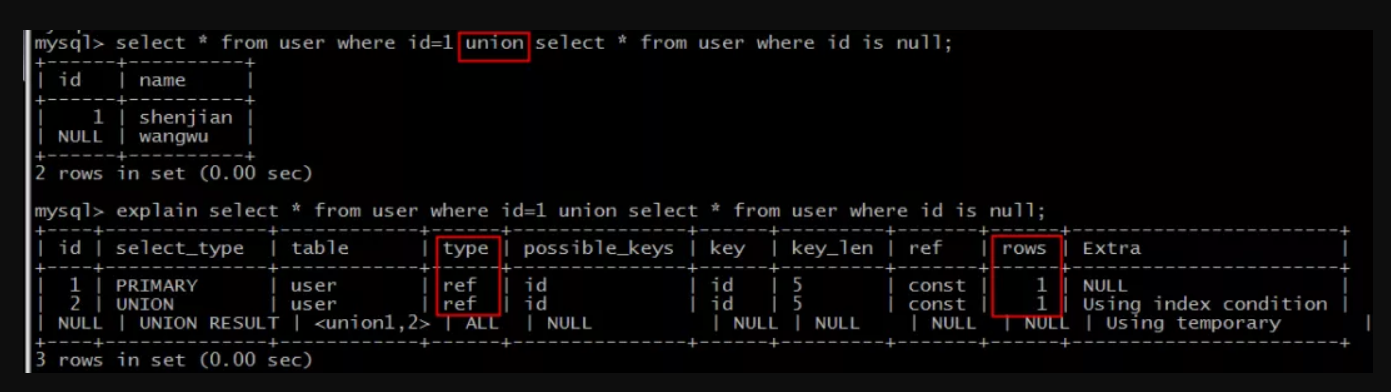 mysql> select * from user where id=1 union select * from user where id is null;
+------+----------+
| id   | name     |
+------+----------+
|    1 | shenjian |
| NULL | wangwu   |
+------+----------+
2 rows in set (0.00 sec)
mysql> explain select * from user where id=1 union select * from user where id is null;
+----+-------------+-------+------+---------------+------+---------+-------+------+-----------------------+
| id | select_type | table | type | possible_keys | key | key_len | ref | rows | Extra |
+----+-------------+-------+------+---------------+------+---------+-------+------+-----------------------+
| 1 | PRIMARY | user | ref | id | id | 5 | const | 1 | NULL |
| 2 | UNION | user | ref | id | id | 5 | const | 1 | Using index condition |
| NULL | UNION RESULT | <union1,2> | ALL | NULL | NULL | NULL | NULL | NULL | Using temporary |
+----+-------------+-------+------+---------------+------+---------+-------+------+-----------------------+
3 rows in set (0.00 sec)